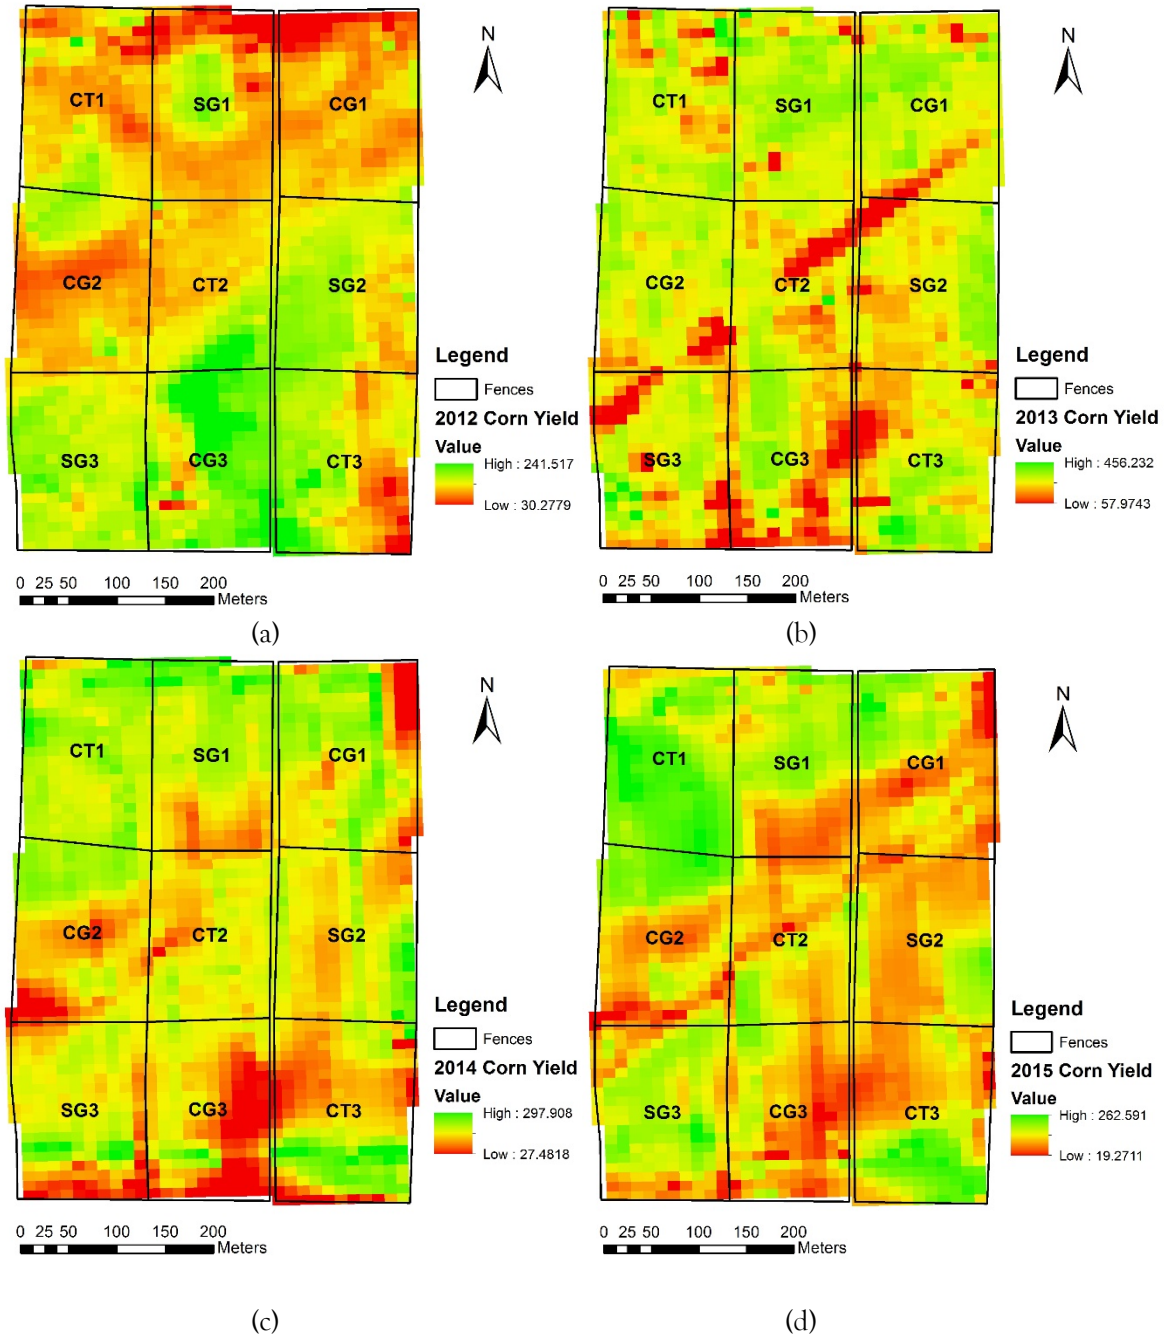 N
CT1
SG1
CG1
CG2
CT2
SG2
SG3
CG3
CT3
Legend
Fences
2012 Corn Yield
Value
High : 241.517
Low : 30.2779
0 25 50 100 150 200
Meters
(a)
N
CT1
SG1
CG1
CG2
CT2
SG2
SG3
CG3
CT3
Legend
Fences
2013 Corn Yield
Value
High : 456.232
Low : 57.9743
0 25 50 100 150 200
Meters
(b)
N
CT1
SG1
CG1
CG2
CT2
SG2
SG3
CG3
CT3
Legend
Fences
2014 Corn Yield
Value
High : 297.908
Low : 27.4818
0 25 50 100 150 200
Meters
(c)
N
CT1
SG1
CG1
CG2
CT2
SG2
SG3
CG3
CT3
Legend
Fences
2015 Corn Yield
Value
High : 262.591
Low : 19.2711
0 25 50 100 150 200
Meters
(d)